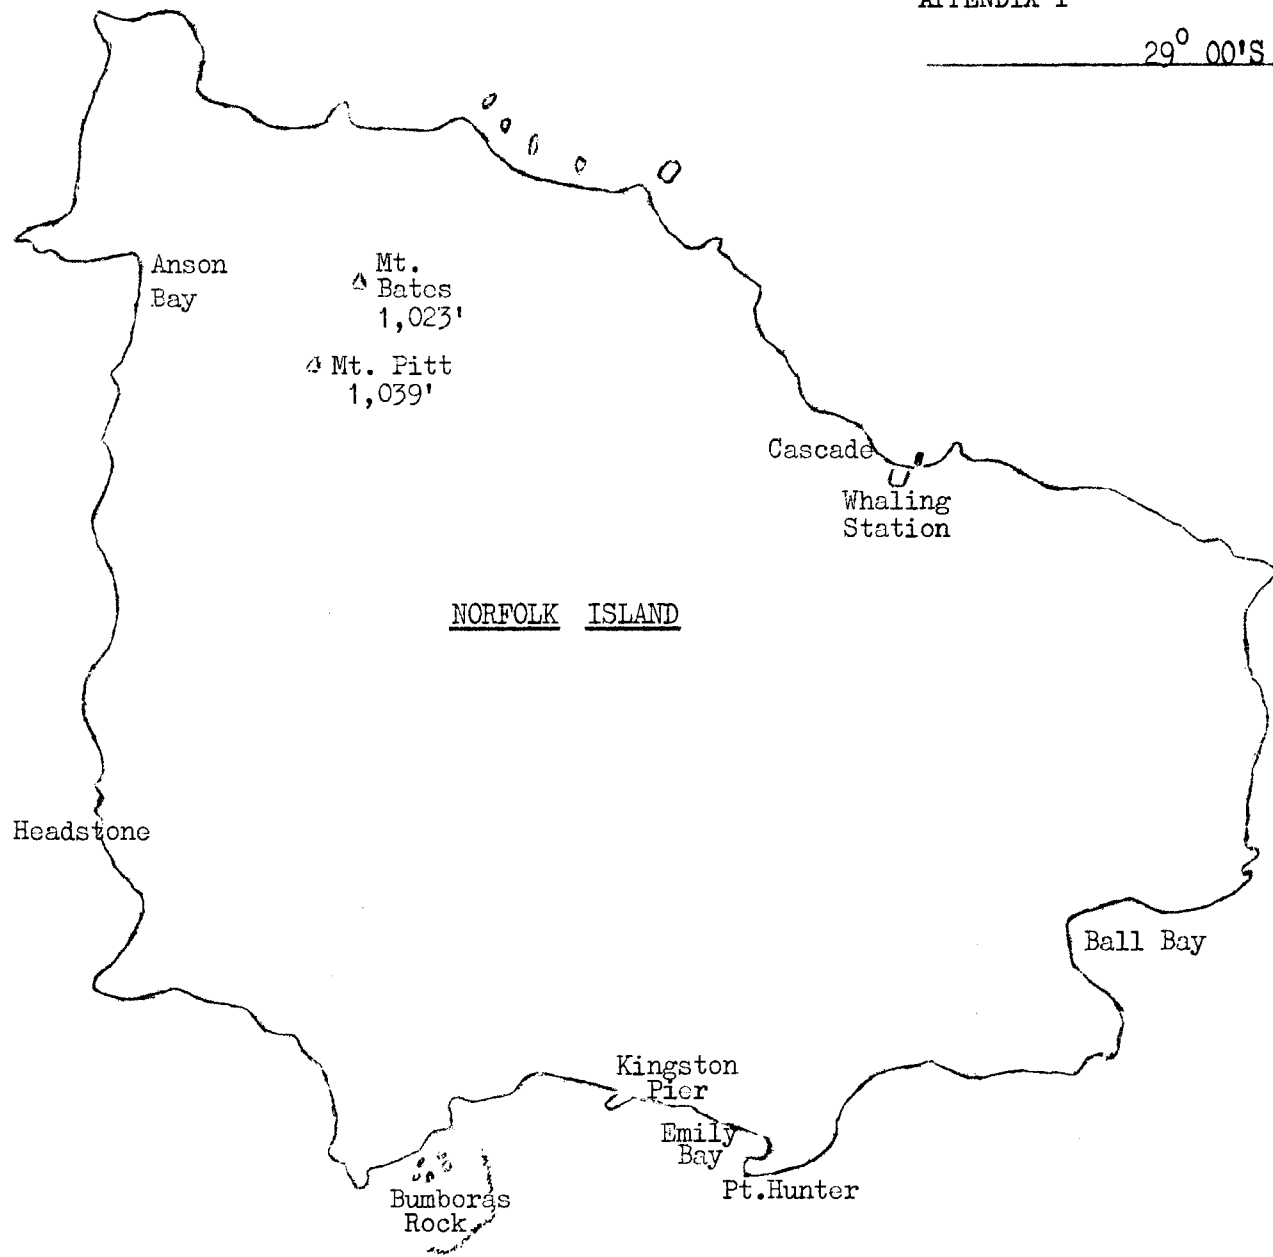 APPENDIX I
29° 00'S
Anson
Bay
Mt.
Bates
1,023'
Mt. Pitt
1,039'
Cascade
Whaling
Station
NORFOLK ISLAND
Headstone
Ball Bay
Kingston
Pier
Emily
Bay
Pt.Hunter
Bumboras
Rock